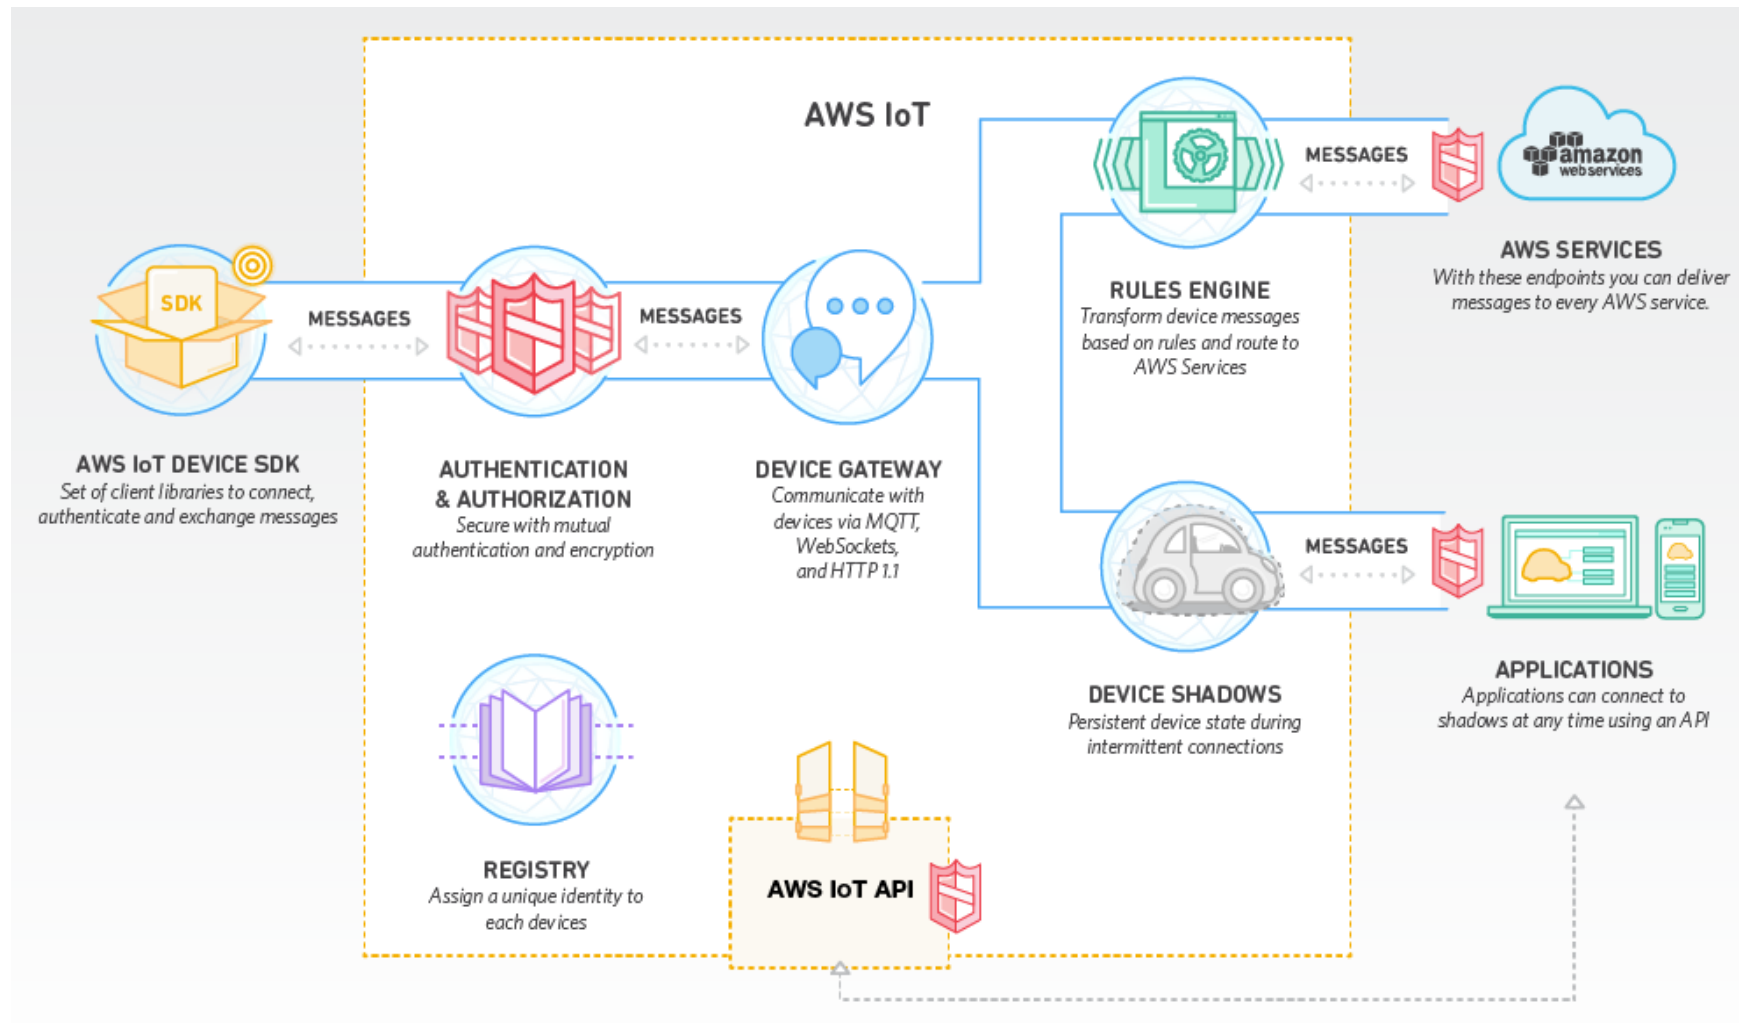 AWS IoT
SDK
MESSAGES
AWS IoT DEVICE SDK
Set of client libraries to connect,
authenticate and exchange messages
AUTHENTICATION
& AUTHORIZATION
Secure with mutual
authentication and encryption
MESSAGES
DEVICE GATEWAY
Communicate with
devices via MQTT,
WebSockets,
and HTTP 1.1
RULES ENGINE
Transform device messages
based on rules and route to
AWS Services
MESSAGES
amazon
web services
AWS SERVICES
With these endpoints you can deliver
messages to every AWS service.
DEVICE SHADOWS
Persistent device state during
intermittent connections
MESSAGES
APPLICATIONS
Applications can connect to
shadows at any time using an API
REGISTRY
Assign a unique identity to
each devices
AWS IoT API